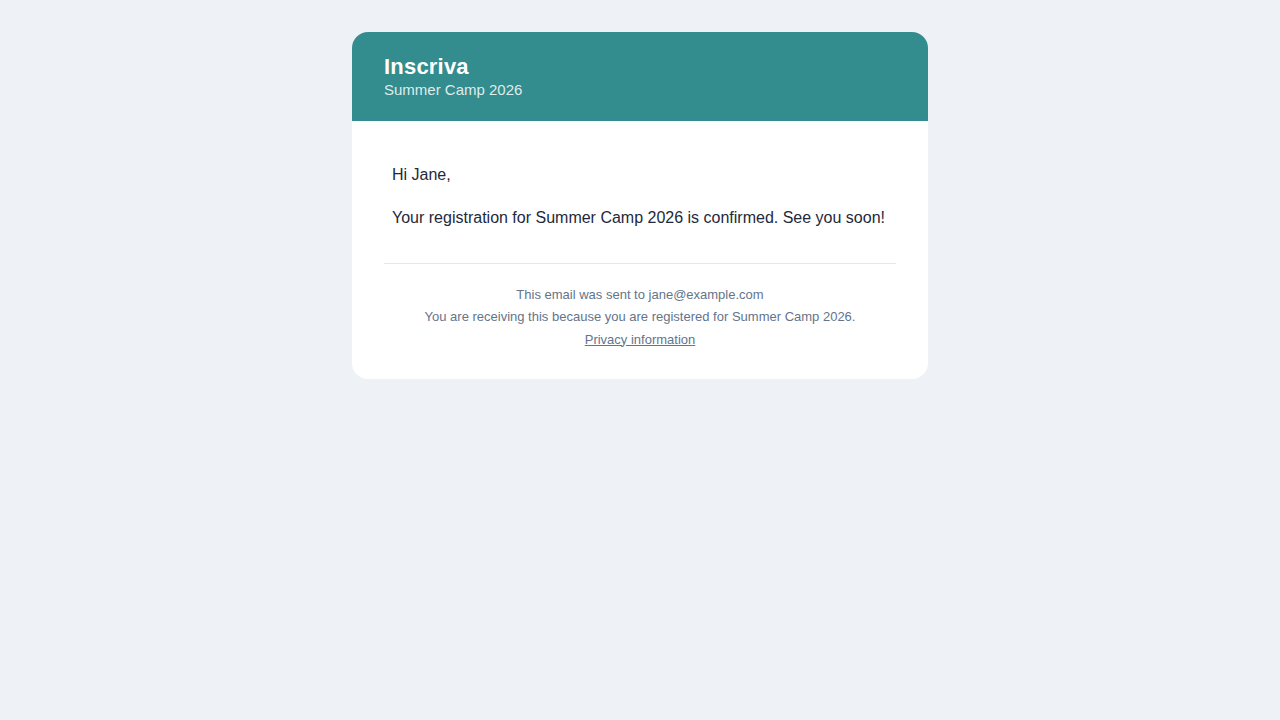 Inscriva
Summer Camp 2026
Hi Jane,
Your registration for Summer Camp 2026 is confirmed. See you soon!
This email was sent to jane@example.com
You are receiving this because you are registered for Summer Camp 2026.
Privacy information